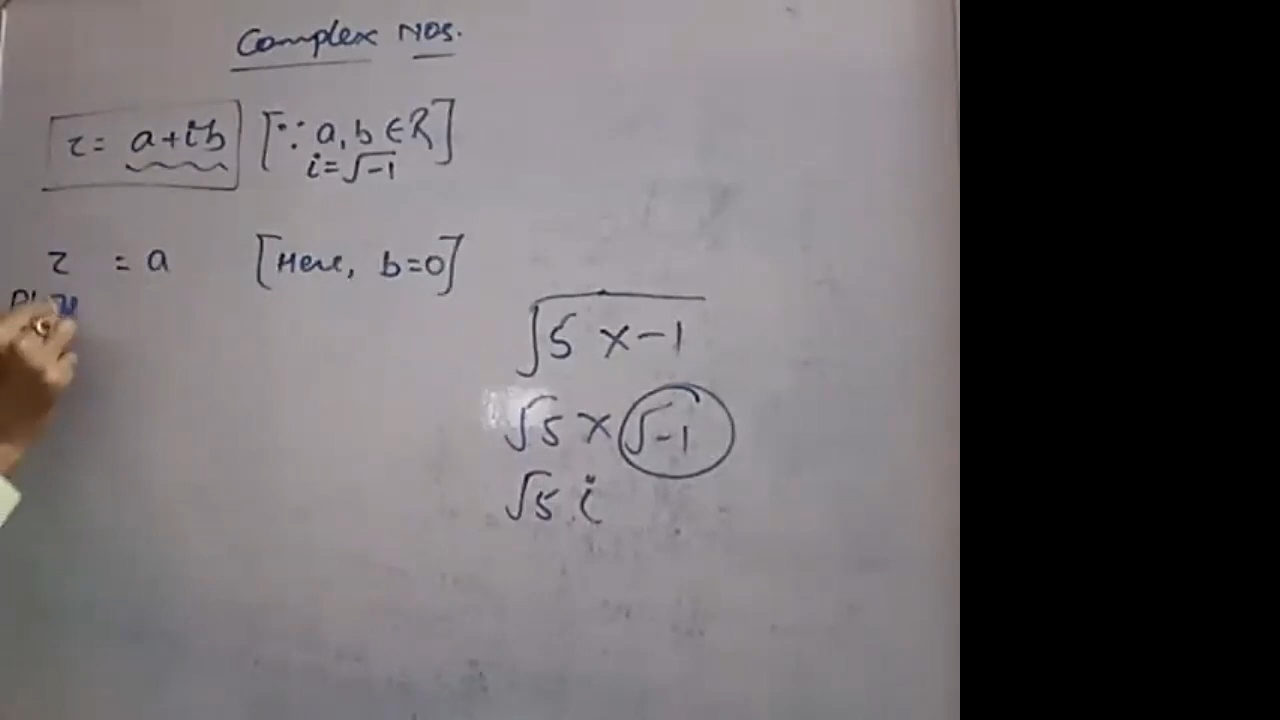 Complex Nos.
z = a+ib [∵ a, b ∈ R]
i = √-1
z = a [Here, b=0]
√5 x -1
√5 x √-1
√5 i